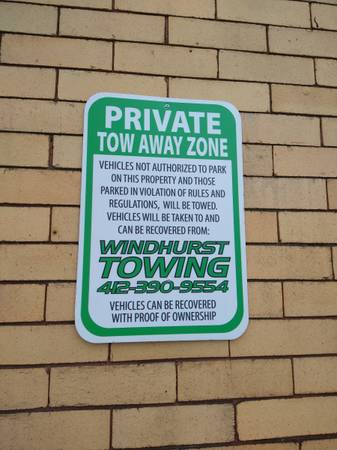 PRIVATE
TOW AWAY ZONE
VEHICLES NOT AUTHORIZED TO PARK
ON THIS PROPERTY AND THOSE
PARKED IN VIOLATION OF RULES AND
REGULATIONS, WILL BE TOWED.
VEHICLES WILL BE TAKEN TO AND
CAN BE RECOVERED FROM:
WINDHURST
TOWING
412-390-9554
VEHICLES CAN BE RECOVERED
WITH PROOF OF OWNERSHIP